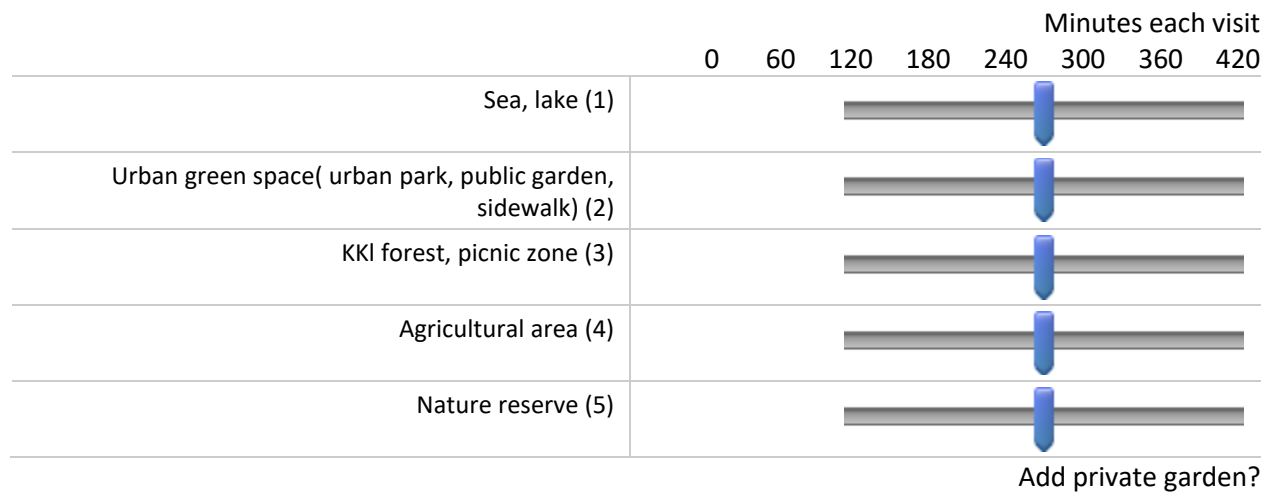 Minutes each visit
0 60 120 180 240 300 360 420
Sea, lake (1)
Urban green space( urban park, public garden,
sidewalk) (2)
KKl forest, picnic zone (3)
Agricultural area (4)
Nature reserve (5)
Add private garden?